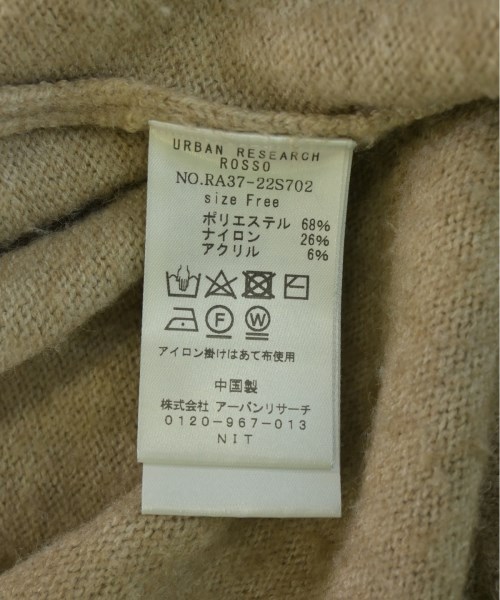 URBAN RESEARCH
ROSSO
NO.RA37-22S702
size Free
ポリエステル 68%
ナイロン 26%
アクリル 6%
F W
アイロン掛けはあて布使用
中国製
株式会社 アーバンリサーチ
0120-967-013
NIT